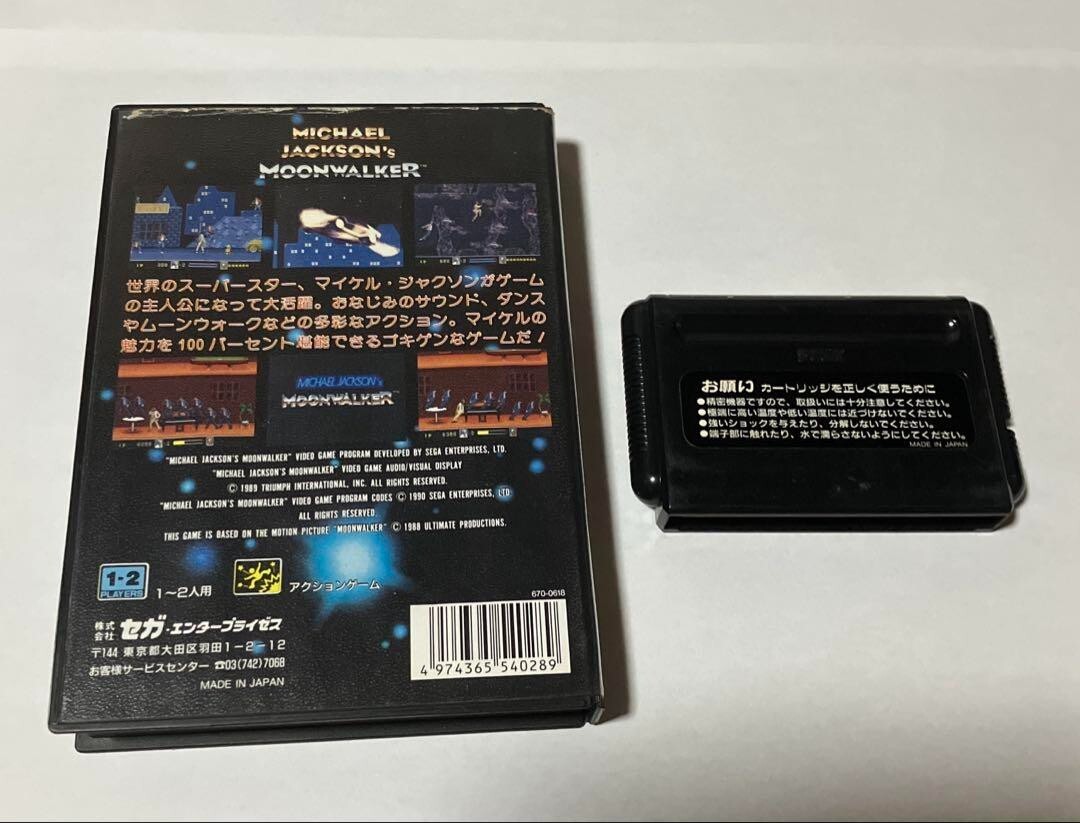 MICHAEL
JACKSON's
MOONWALKER™
世界のスーパースター、マイケル・ジャクソンがゲーム
の主人公になって大活躍。おなじみのサウンド、ダンス
やムーンウォークなどの多彩なアクション。マイケルの
魅力を100パーセント堪能できるゴキゲンなゲームだ!
MICHAEL JACKSON's
MOONWALKER
"MICHAEL JACKSON'S MOONWALKER" VIDEO GAME PROGRAM DEVELOPED BY SEGA ENTERPRISES, LTD.
"MICHAEL JACKSON'S MOONWALKER" VIDEO GAME AUDIO/VISUAL DISPLAY
© 1989 TRIUMPH INTERNATIONAL, INC. ALL RIGHTS RESERVED.
"MICHAEL JACKSON'S MOONWALKER" VIDEO GAME PROGRAM CODES © 1990 SEGA ENTERPRISES, LTD.
ALL RIGHTS RESERVED.
THIS GAME IS BASED ON THE MOTION PICTURE "MOONWALKER" © 1988 ULTIMATE PRODUCTIONS.
1-2
PLAYERS
1〜2人用
アクションゲーム
670-0618
株式会社 セガ・エンタープライゼス
〒144 東京都大田区羽田1-2-12
お客様サービスセンター ☎03(742)7068
MADE IN JAPAN
4 974365 540289
お願い カートリッジを正しく使うために
●精密機器ですので、取扱いには十分注意してください。
●極端に高い温度や低い温度には近づけないでください。
●強いショックを与えたり、分解しないでください。
●端子部に触れたり、水で濡らさないようにしてください。
MADE IN JAPAN